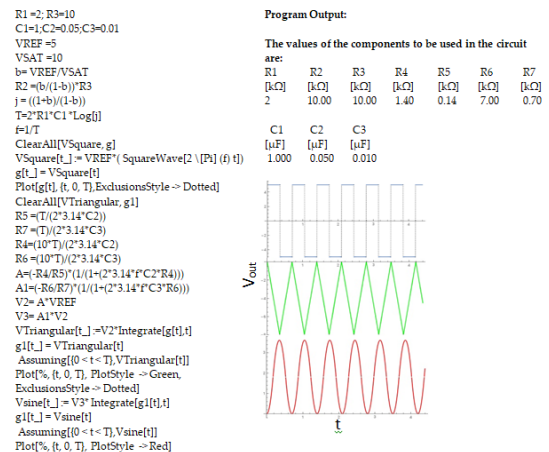 R1 =2; R3=10
C1=1;C2=0.05;C3=0.01
VREF =5
VSAT =10
b= VREF/VSAT
R2 =(b/(1-b))*R3
j = ((1+b)/(1-b))
T=2*R1*C1*Log[j]
f=1/T
ClearAll[VSquare, g]
VSquare[t_] := VREF*( SquareWave[2 \[Pi] (f) t])
g[t_] = VSquare[t]
Plot[g[t], {t, 0, T},ExclusionsStyle -> Dotted]
ClearAll[VTriangular, g1]
R5 =(T/(2*3.14*C2))
R7 =(T)/(2*3.14*C3)
R4=(10*T)/(2*3.14*C2)
R6 =(10*T)/(2*3.14*C3)
A=(-R4/R5)*(1/(1+(2*3.14*f*C2*R4)))
A1=(-R6/R7)*(1/(1+(2*3.14*f*C3*R6)))
V2= A*VREF
V3= A1*V2
VTriangular[t_] :=V2*Integrate[g[t],t]
g1[t_] = VTriangular[t]
Assuming[{0 < t < T},VTriangular[t]]
Plot[%, {t, 0, T}, PlotStyle -> Green,
ExclusionsStyle -> Dotted]
Vsine[t_] := V3* Integrate[g1[t],t]
g1[t_] = Vsine[t]
Assuming[{0 < t < T},Vsine[t]]
Plot[%, {t, 0, T}, PlotStyle -> Red]
Program Output:
The values of the components to be used in the circuit
are:
R1 R2 R3 R4 R5 R6 R7
[kΩ] [kΩ] [kΩ] [kΩ] [kΩ] [kΩ] [kΩ]
2 10.00 10.00 1.40 0.14 7.00 0.70
C1 C2 C3
[μF] [μF] [μF]
1.000 0.050 0.010
Vout
t